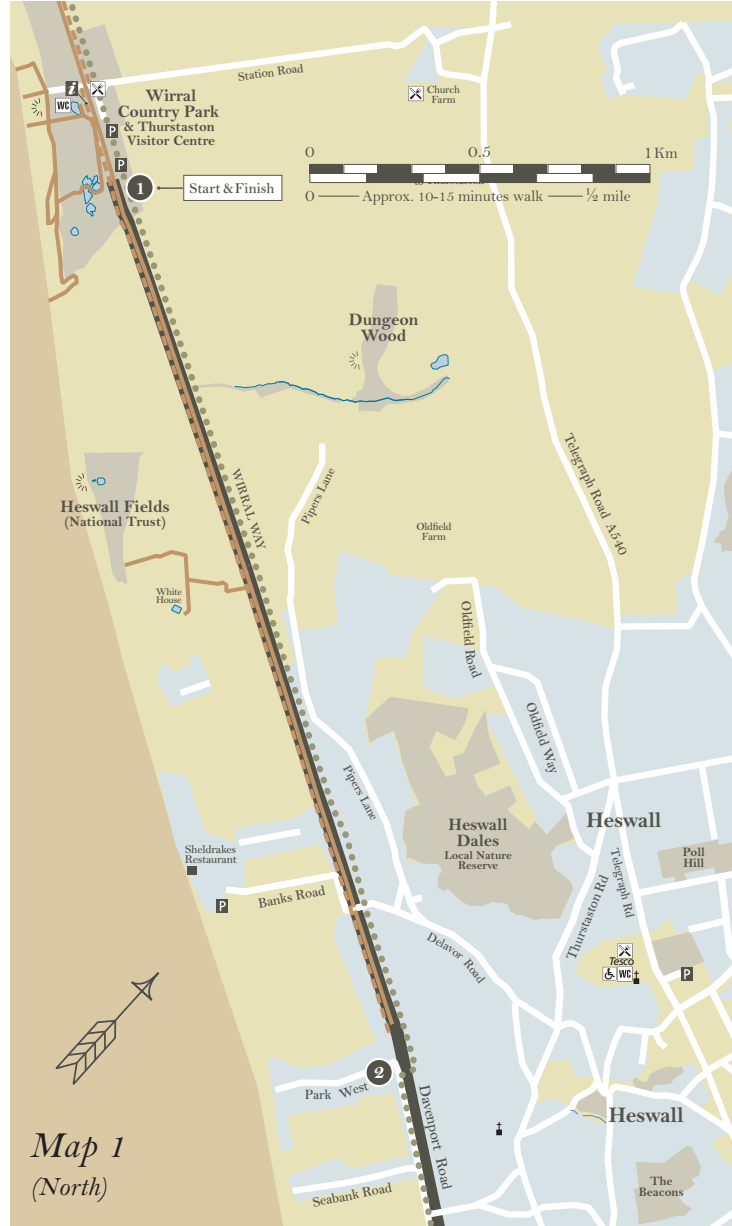 Station Road
i
WC
Wirral
Country Park
& Thurstaston
Visitor Centre
P
P
Church
Farm
0 0.5 1 Km
0 Approx. 10-15 minutes walk ½ mile
1
Start & Finish
Dungeon
Wood
Telegraph Road A540
WIRRAL WAY
Pipers Lane
Heswall Fields
(National Trust)
Oldfield
Farm
White
House
Oldfield Road
Oldfield Way
Pipers Lane
Heswall
Heswall
Dales
Local Nature
Reserve
Telegraph Rd
Poll
Hill
Sheldrakes
Restaurant
P
Banks Road
Thurstaston Rd
Delavor Road
Tesco
WC
P
2
Park West
Davenport Road
Heswall
Map 1
(North)
Seabank Road
The
Beacons